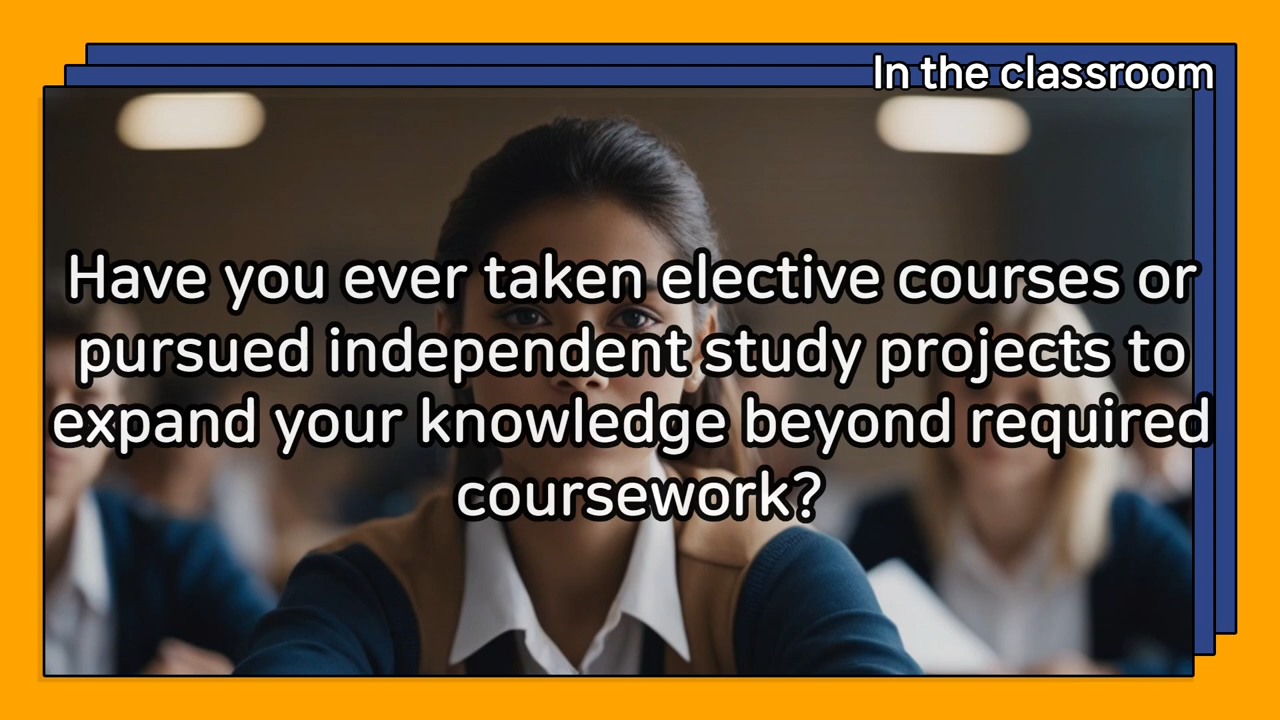 In the classroom
Have you ever taken elective courses or
pursued independent study projects to
expand your knowledge beyond required
coursework?